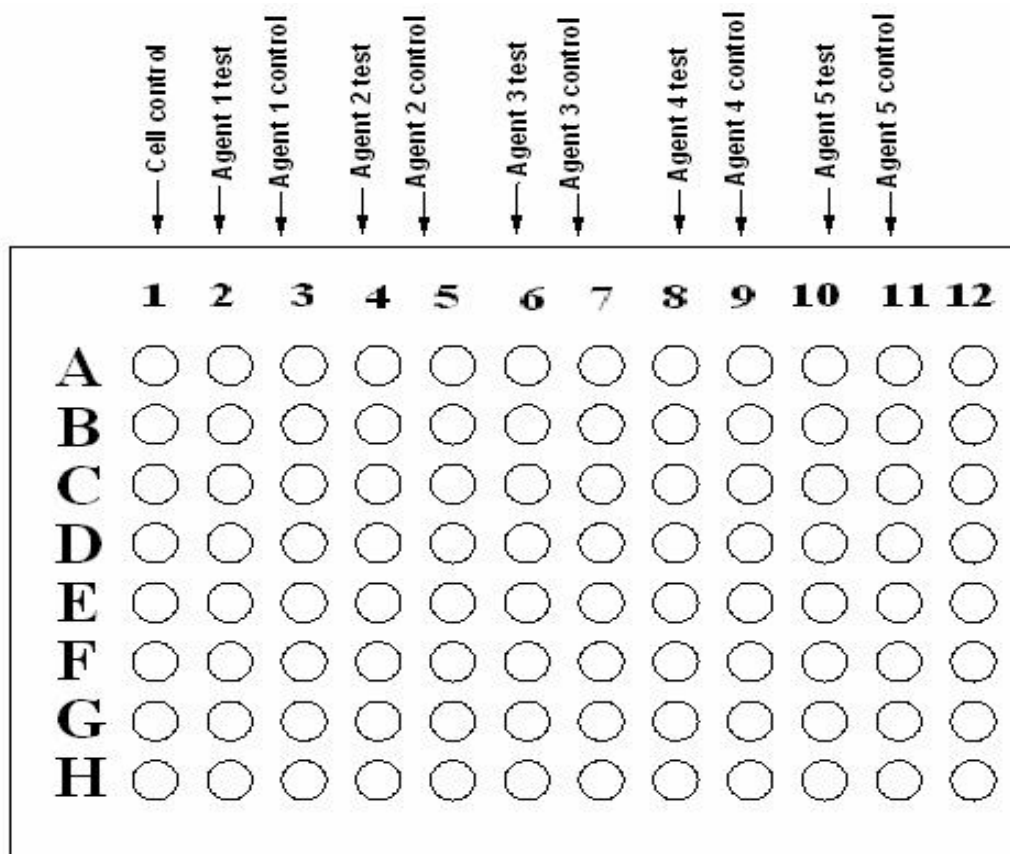 Cell control
Agent 1 test
Agent 1 control
Agent 2 test
Agent 2 control
Agent 3 test
Agent 3 control
Agent 4 test
Agent 4 control
Agent 5 test
Agent 5 control
1 2 3 4 5 6 7 8 9 10 11 12
A
B
C
D
E
F
G
H